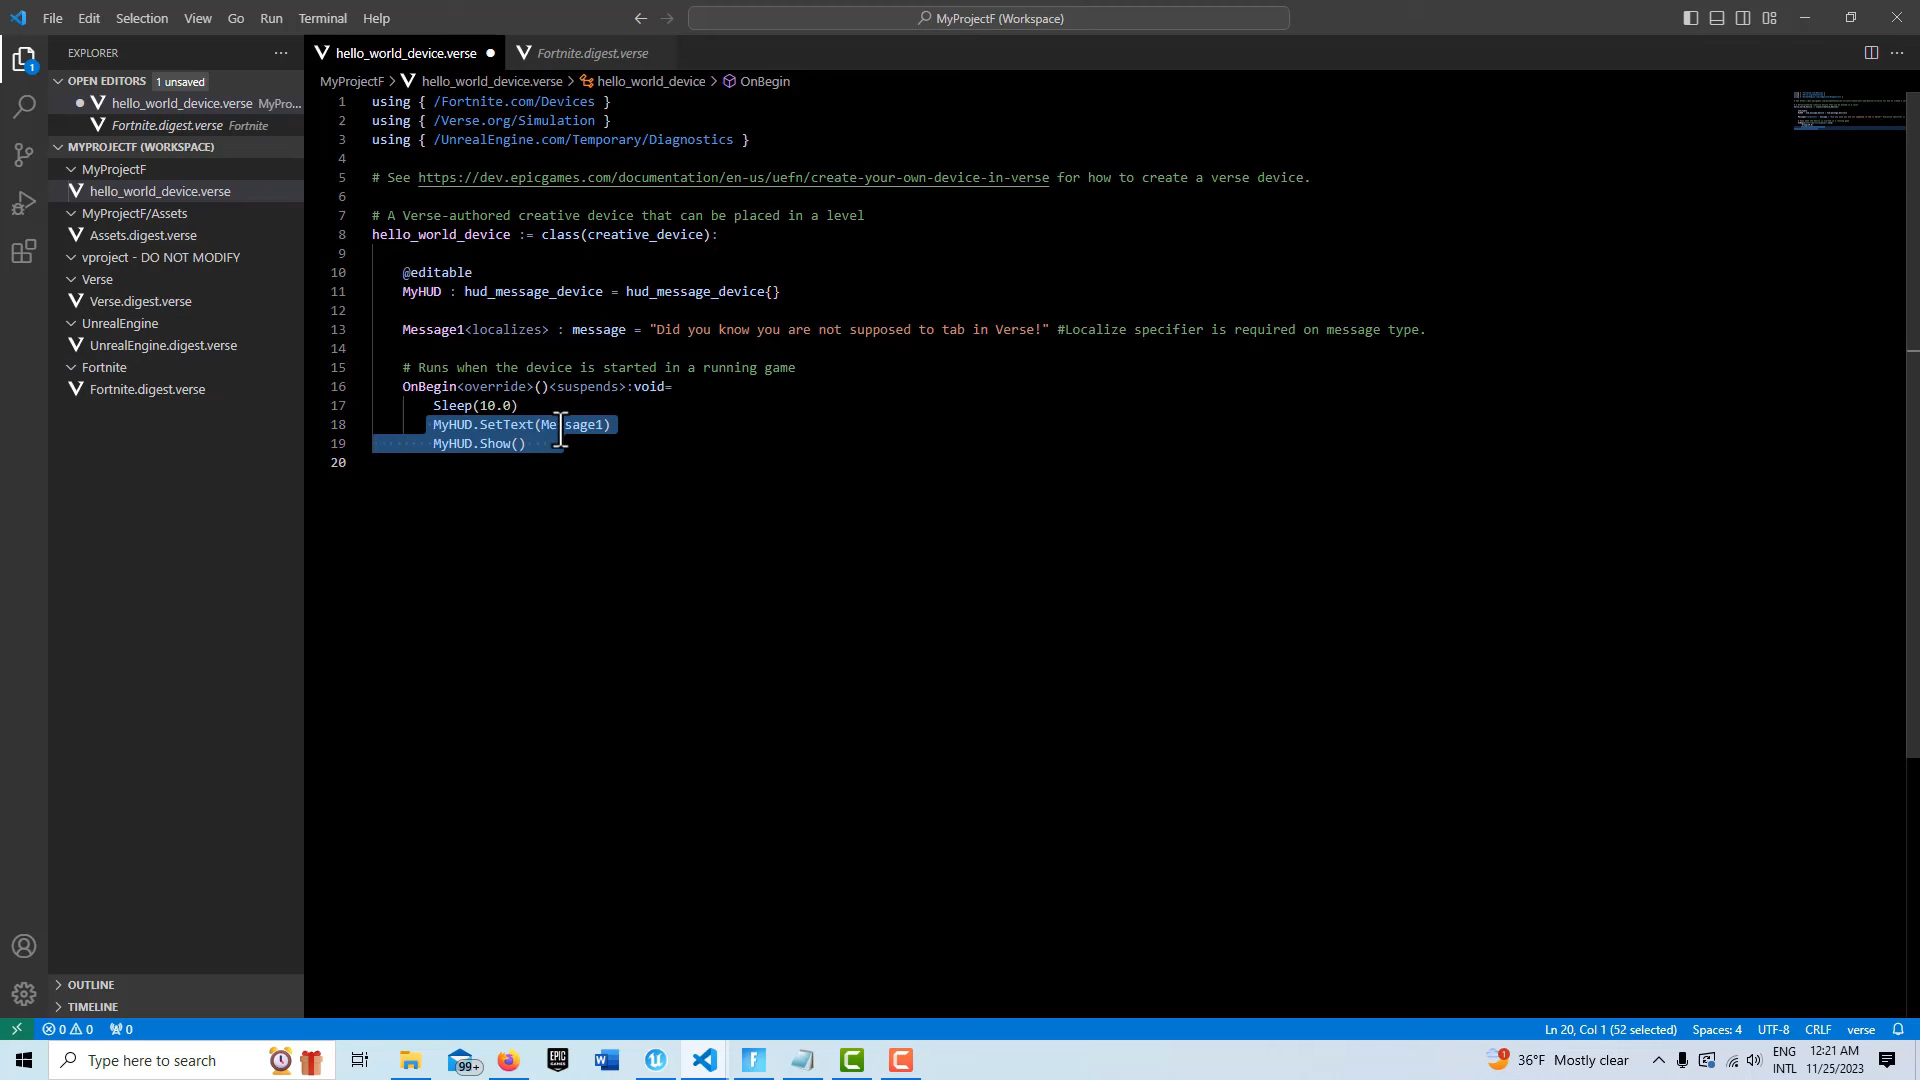 File Edit Selection View Go Run Terminal Help
MyProjectF (Workspace)
EXPLORER
hello_world_device.verse
Fortnite.digest.verse
OPEN EDITORS 1 unsaved
hello_world_device.verse MyPro...
Fortnite.digest.verse Fortnite
MYPROJECTF (WORKSPACE)
MyProjectF
hello_world_device.verse
MyProjectF/Assets
Assets.digest.verse
vproject - DO NOT MODIFY
Verse
Verse.digest.verse
UnrealEngine
UnrealEngine.digest.verse
Fortnite
Fortnite.digest.verse
OUTLINE
TIMELINE
MyProjectF > hello_world_device.verse > hello_world_device > OnBegin
1 using { /Fortnite.com/Devices }
2 using { /Verse.org/Simulation }
3 using { /UnrealEngine.com/Temporary/Diagnostics }
4
5 # See https://dev.epicgames.com/documentation/en-us/uefn/create-your-own-device-in-verse for how to create a verse device.
6
7 # A Verse-authored creative device that can be placed in a level
8 hello_world_device := class(creative_device):
9
10 @editable
11 MyHUD : hud_message_device = hud_message_device{}
12
13 Message1<localizes> : message = "Did you know you are not supposed to tab in Verse!" #Localize specifier is required on message type.
14
15 # Runs when the device is started in a running game
16 OnBegin<override>()<suspends>:void=
17 Sleep(10.0)
18 MyHUD.SetText(Message1)
19 MyHUD.Show()
20
0 0 0
Ln 20, Col 1 (52 selected) Spaces: 4 UTF-8 CRLF verse
Type here to search
99+
EPIC GAMES
1 36°F Mostly clear
ENG INTL
12:21 AM
11/25/2023